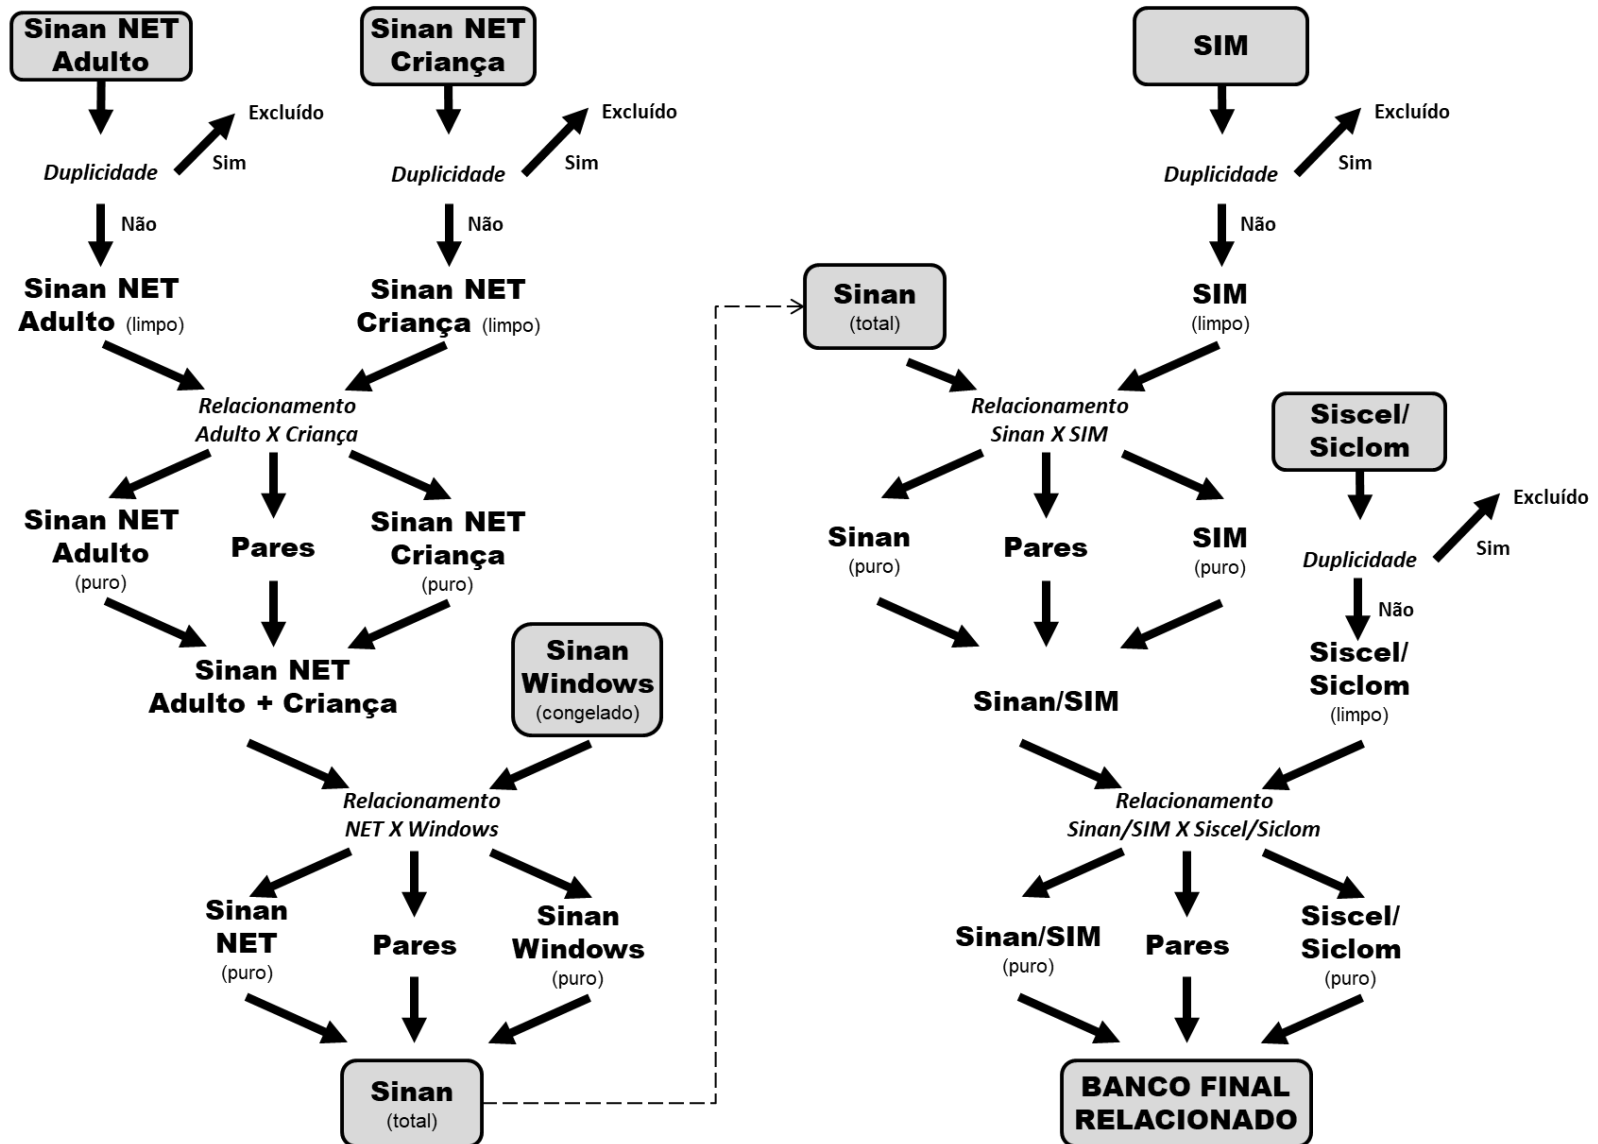 Sinan NET
Adulto
Excluído
Duplicidade
Sim
Não
Sinan NET
Adulto (limpo)
Sinan NET
Criança
Excluído
Duplicidade
Sim
Não
Sinan NET
Criança (limpo)
Relacionamento
Adulto X Criança
Sinan NET
Adulto
(puro)
Pares
Sinan NET
Criança
(puro)
Sinan NET
Adulto + Criança
Sinan
Windows
(congelado)
Relacionamento
NET X Windows
Sinan
NET
(puro)
Pares
Sinan
Windows
(puro)
Sinan
(total)
SIM
Excluído
Duplicidade
Sim
Não
Sinan
(total)
SIM
(limpo)
Relacionamento
Sinan X SIM
Sinan
(puro)
Pares
SIM
(puro)
Sinan/SIM
Siscel/
Siclom
Excluído
Duplicidade
Sim
Não
Siscel/
Siclom
(limpo)
Relacionamento
Sinan/SIM X Siscel/Siclom
Sinan/SIM
(puro)
Pares
Siscel/
Siclom
(puro)
BANCO FINAL
RELACIONADO